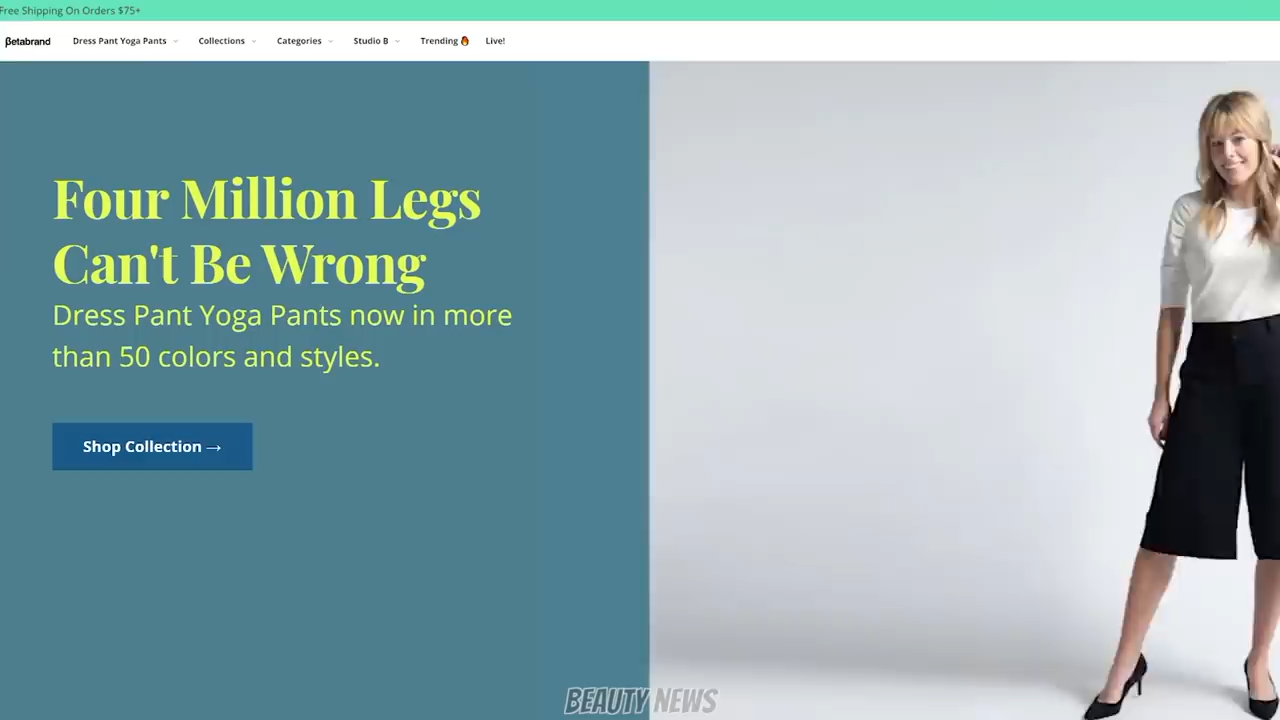 Free Shipping On Orders $75+
βetabrand Dress Pant Yoga Pants Collections Categories Studio B Trending🔥 Live!
Four Million Legs
Can't Be Wrong
Dress Pant Yoga Pants now in more
than 50 colors and styles.
Shop Collection →
BEAUTY NEWS